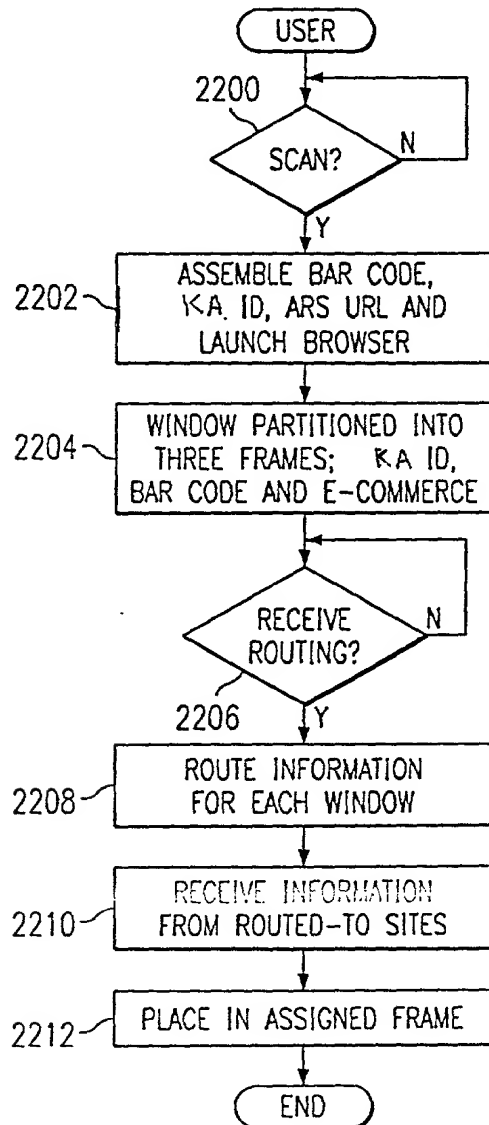 USER
2200
SCAN?
N
Y
2202
ASSEMBLE BAR CODE,
KA ID, ARS URL AND
LAUNCH BROWSER
2204
WINDOW PARTITIONED INTO
THREE FRAMES; KA ID,
BAR CODE AND E-COMMERCE
RECEIVE
ROUTING?
N
2206
Y
2208
ROUTE INFORMATION
FOR EACH WINDOW
2210
RECEIVE INFORMATION
FROM ROUTED-TO SITES
2212
PLACE IN ASSIGNED FRAME
END